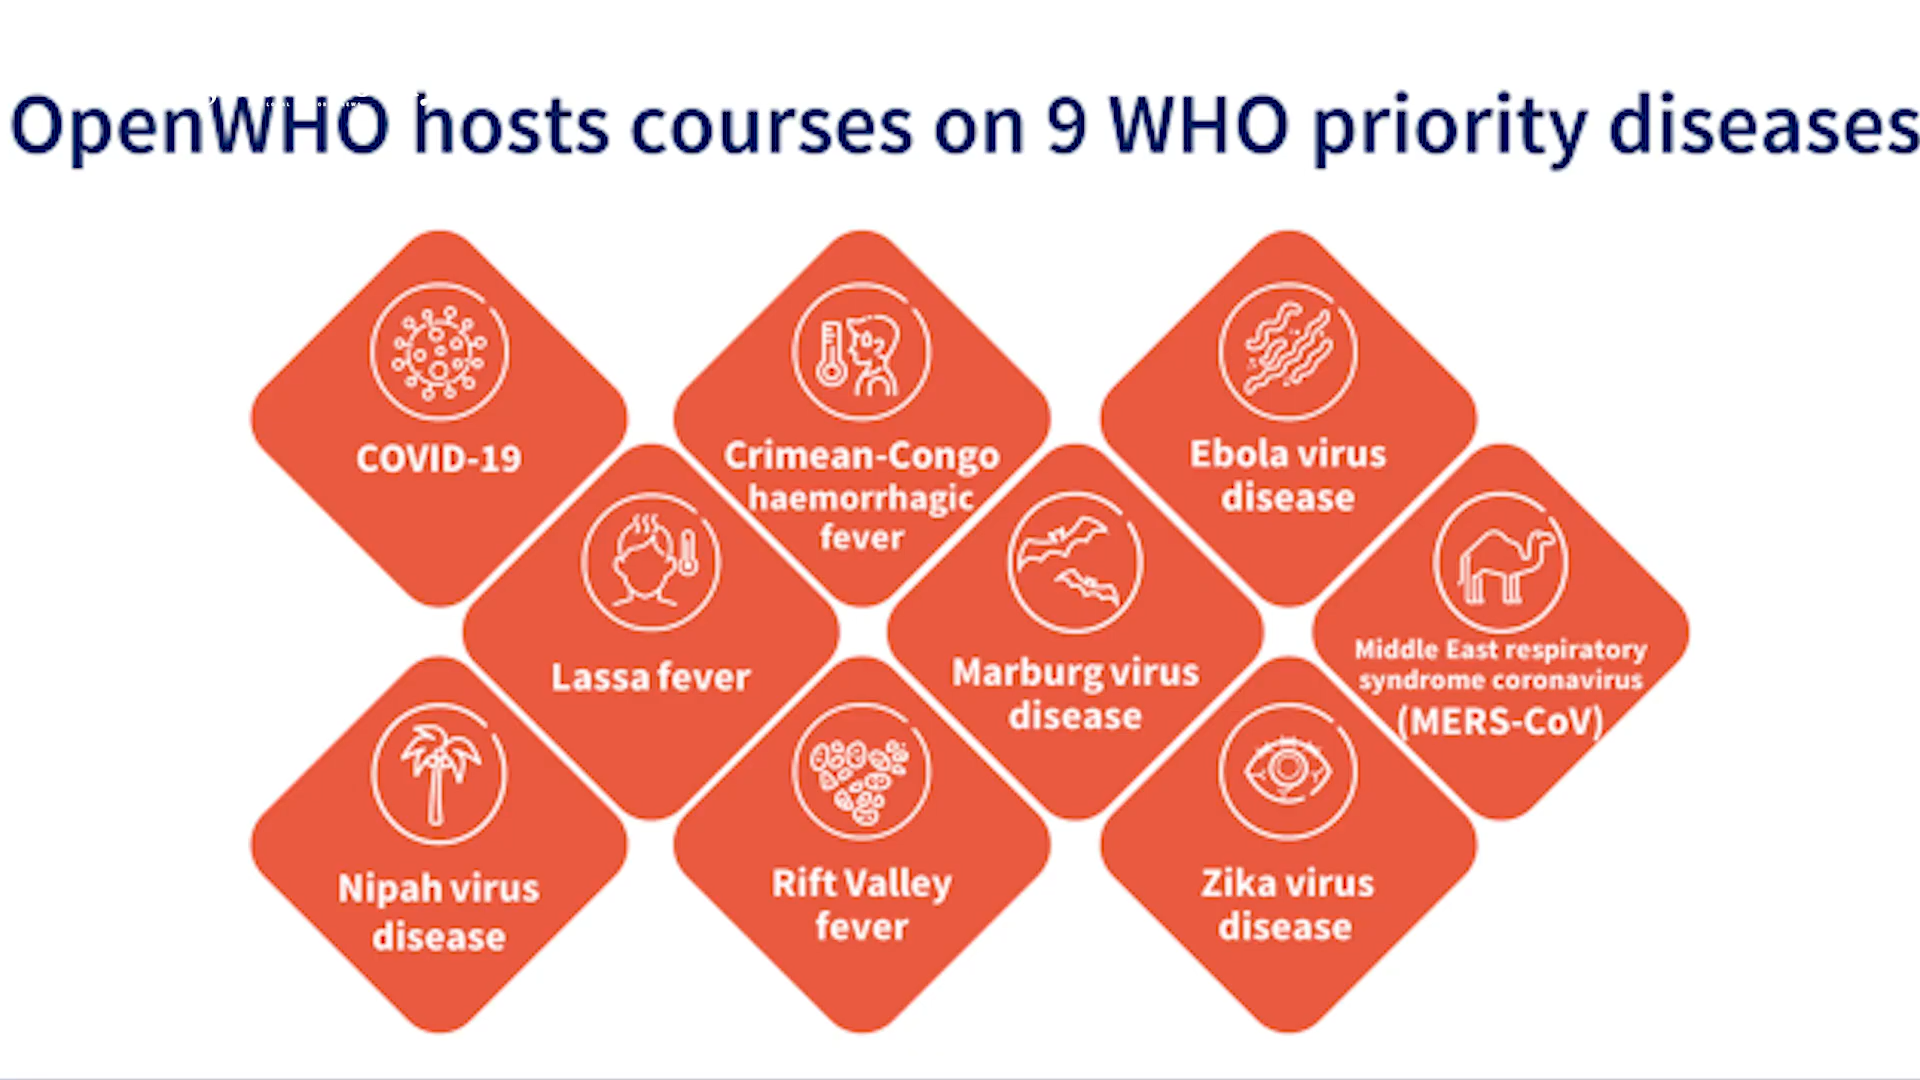 OpenWHO hosts courses on 9 WHO priority diseases
COVID-19
Crimean-Congo
haemorrhagic
fever
Ebola virus
disease
Lassa fever
Marburg virus
disease
Middle East respiratory
syndrome coronavirus
(MERS-CoV)
Nipah virus
disease
Rift Valley
fever
Zika virus
disease